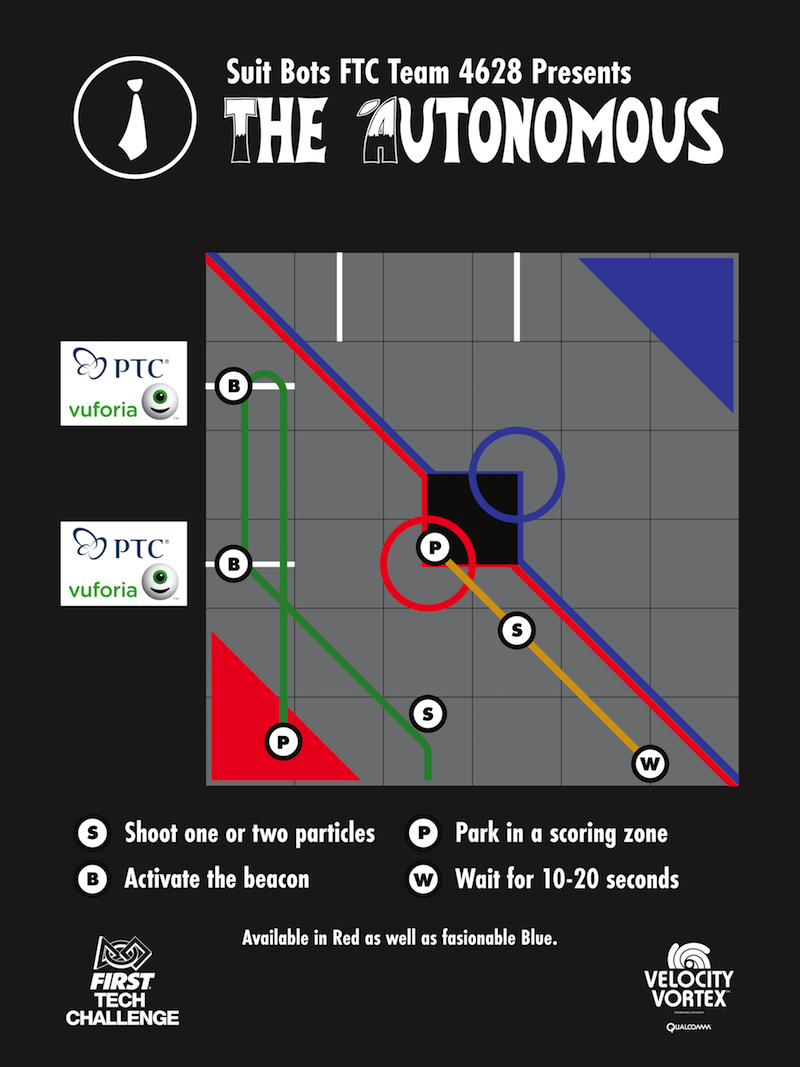 Suit Bots FTC Team 4628 Presents
THE AUTONOMOUS
PTC®
vuforia™
B
PTC®
vuforia™
B
P
S
S
P
W
S Shoot one or two particles
P Park in a scoring zone
B Activate the beacon
W Wait for 10-20 seconds
Available in Red as well as fasionable Blue.
FIRST
TECH
CHALLENGE
VELOCITY
VORTEX
QUALCOMM